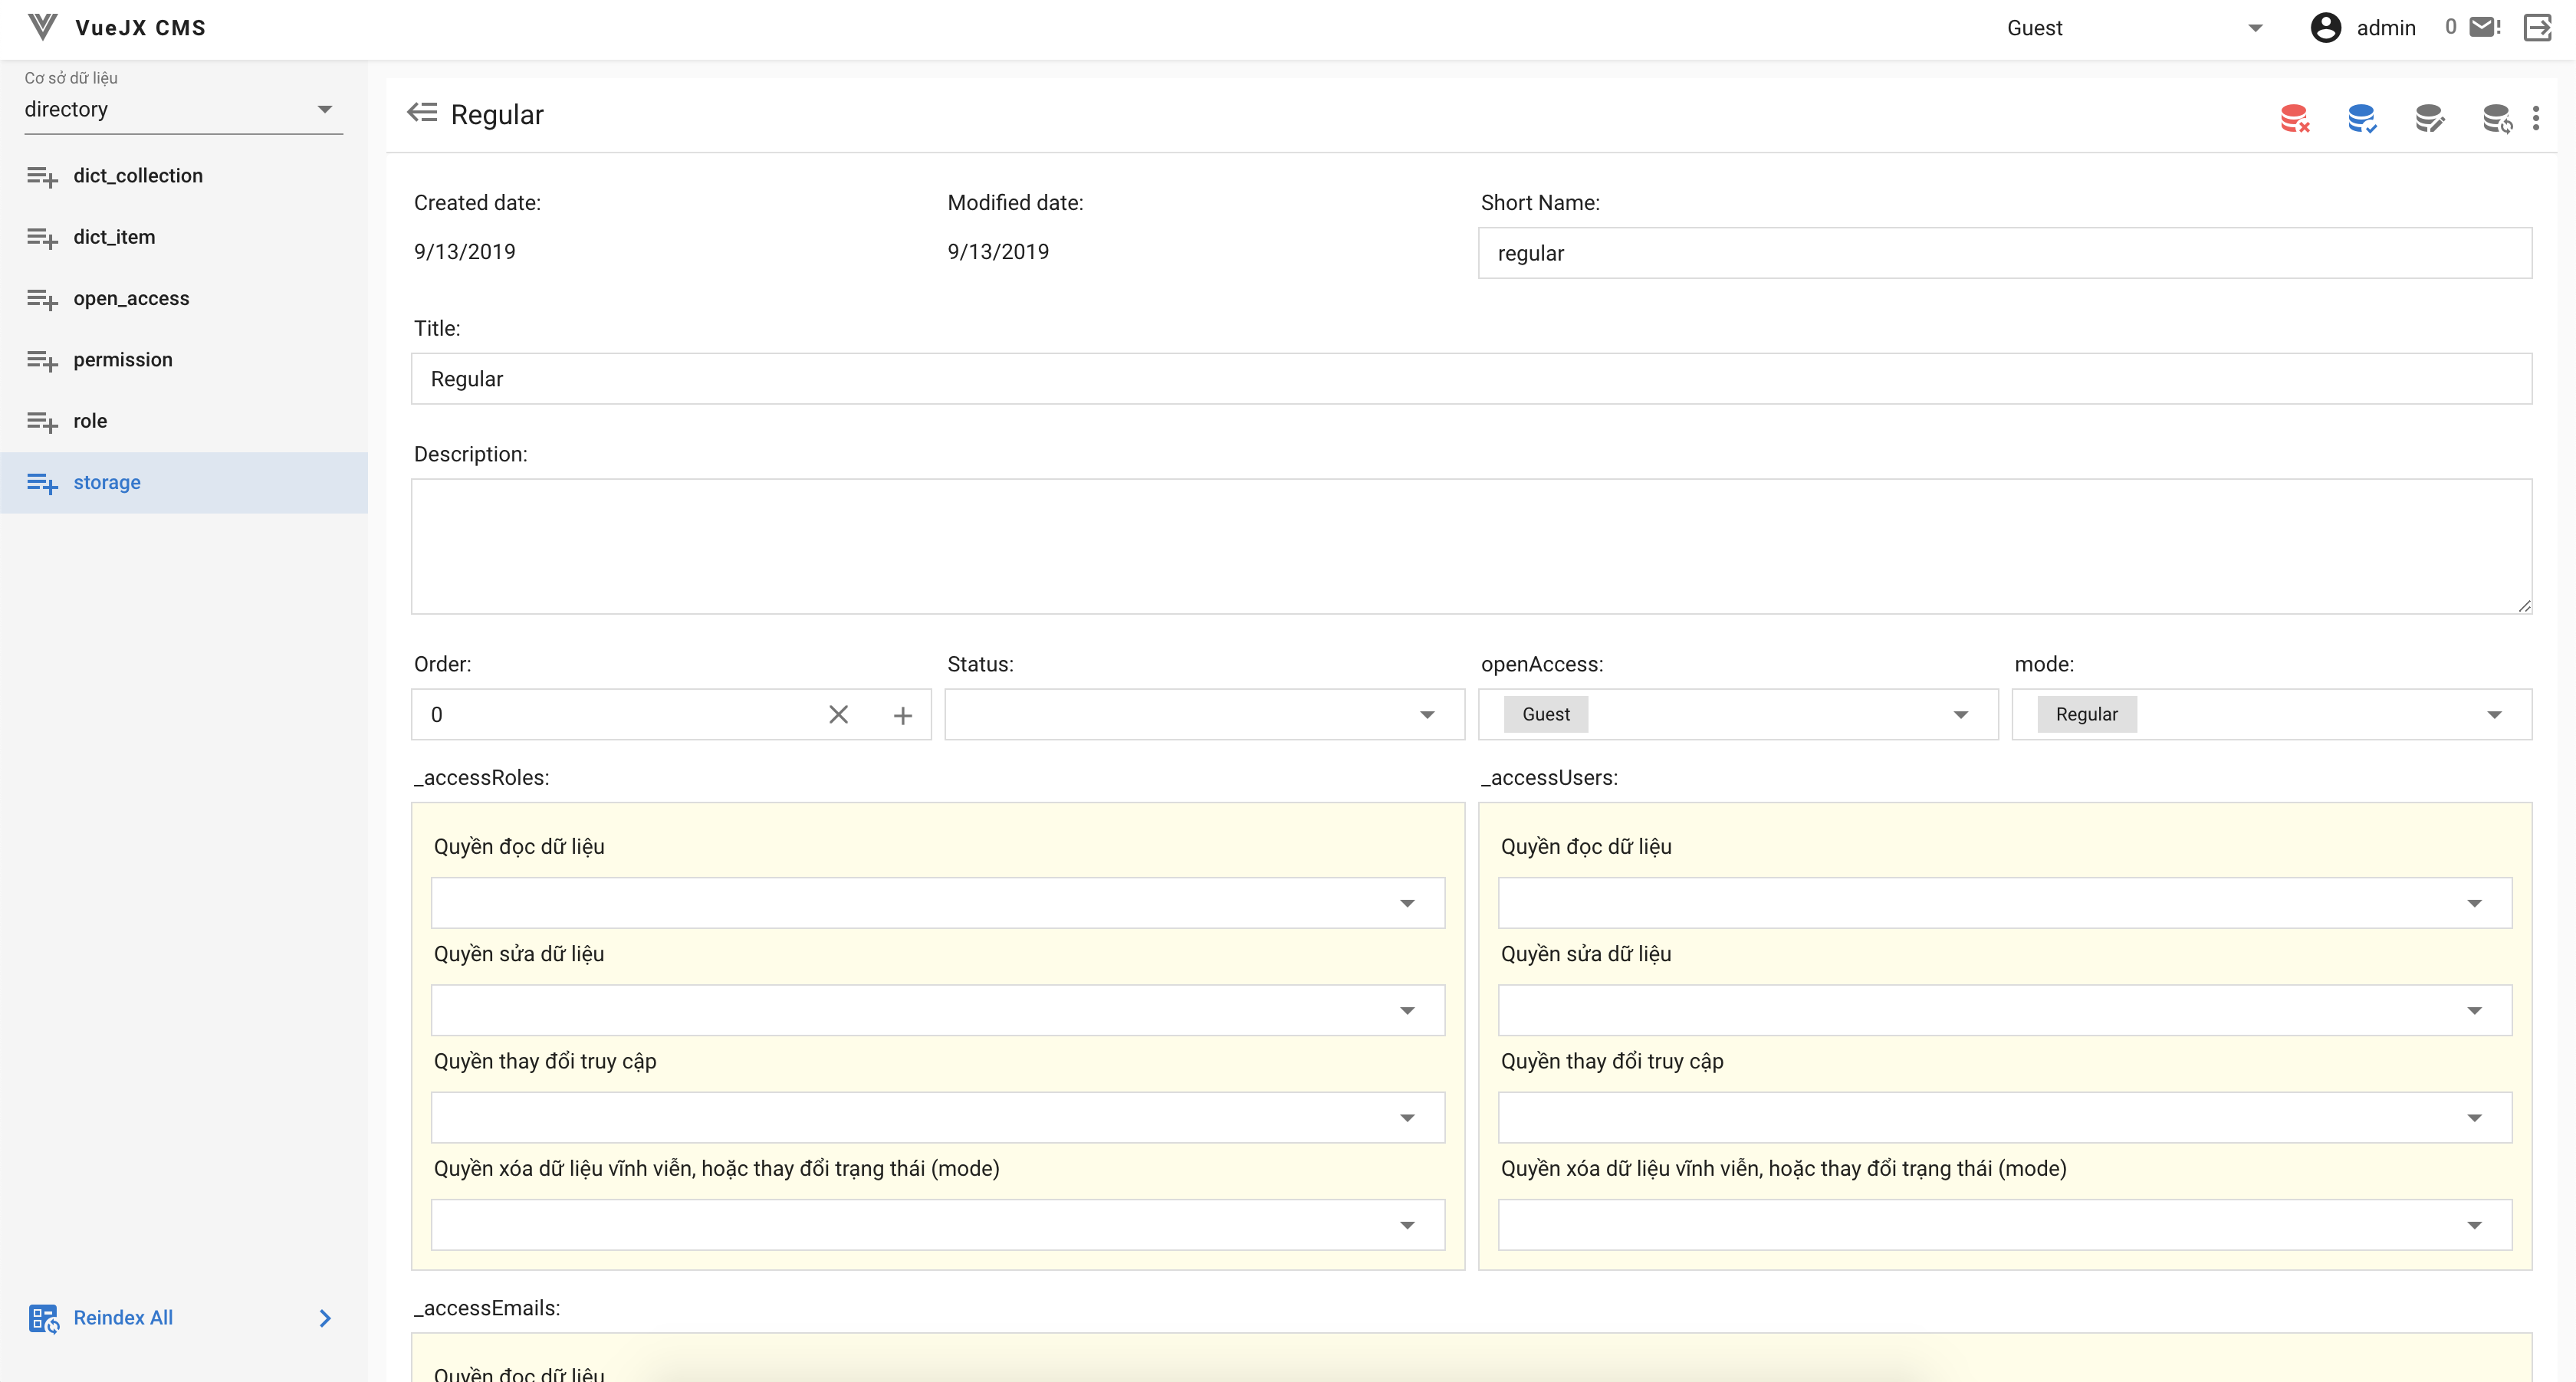 VueJX CMS
Guest
admin
0
Cơ sở dữ liệu
directory
dict_collection
dict_item
open_access
permission
role
storage
Reindex All
Regular
Created date:
Modified date:
Short Name:
9/13/2019
9/13/2019
regular
Title:
Regular
Description:
Order:
Status:
openAccess:
mode:
0
Guest
Regular
_accessRoles:
_accessUsers:
Quyền đọc dữ liệu
Quyền đọc dữ liệu
Quyền sửa dữ liệu
Quyền sửa dữ liệu
Quyền thay đổi truy cập
Quyền thay đổi truy cập
Quyền xóa dữ liệu vĩnh viễn, hoặc thay đổi trạng thái (mode)
Quyền xóa dữ liệu vĩnh viễn, hoặc thay đổi trạng thái (mode)
_accessEmails:
Quyền đọc dữ liệu